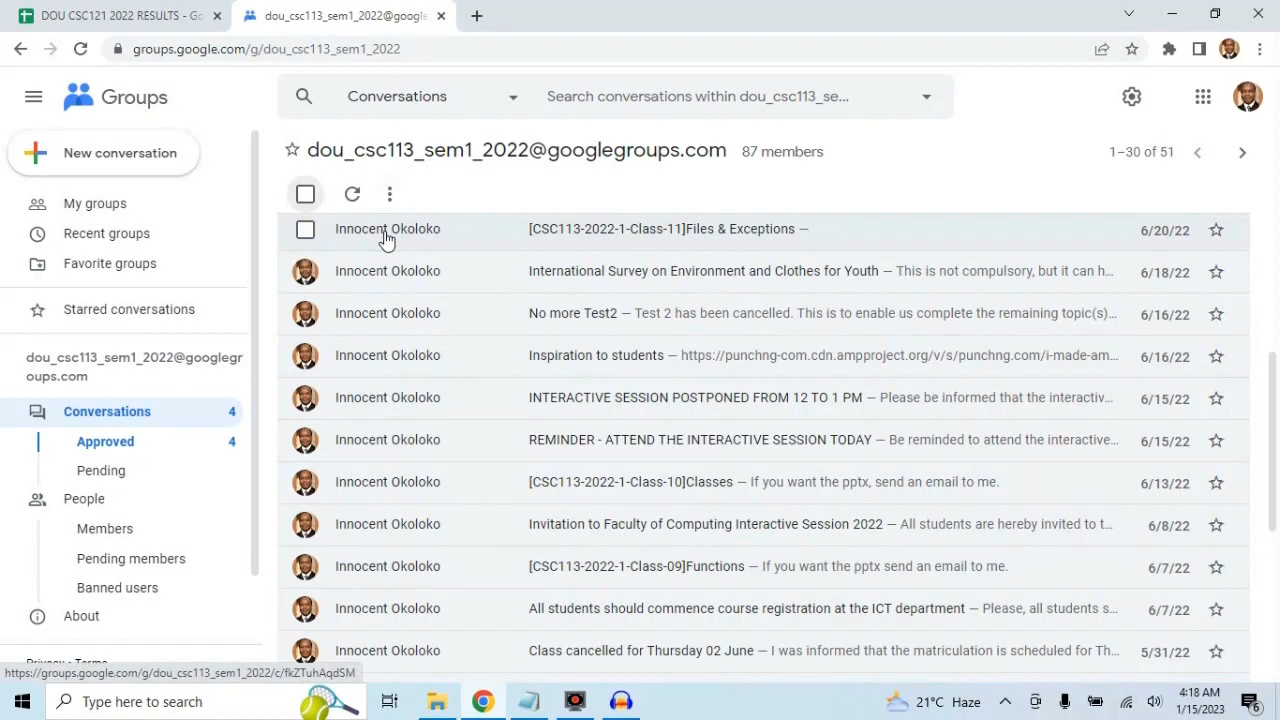 DOU CSC121 2022 RESULTS - Go
dou_csc113_sem1_2022@google
groups.google.com/g/dou_csc113_sem1_2022
Groups
Conversations
Search conversations within dou_csc113_se...
New conversation
dou_csc113_sem1_2022@googlegroups.com 87 members
1–30 of 51
My groups
Recent groups
Favorite groups
Starred conversations
dou_csc113_sem1_2022@googlegr
oups.com
Conversations 4
Approved 4
Pending
People
Members
Pending members
Banned users
About
Privacy - Terms
Innocent Okoloko [CSC113-2022-1-Class-11]Files & Exceptions – 6/20/22
Innocent Okoloko International Survey on Environment and Clothes for Youth – This is not compulsory, but it can h... 6/18/22
Innocent Okoloko No more Test2 – Test 2 has been cancelled. This is to enable us complete the remaining topic(s)... 6/16/22
Innocent Okoloko Inspiration to students – https://punchng-com.cdn.ampproject.org/v/s/punchng.com/i-made-am... 6/16/22
Innocent Okoloko INTERACTIVE SESSION POSTPONED FROM 12 TO 1 PM – Please be informed that the interactiv... 6/15/22
Innocent Okoloko REMINDER - ATTEND THE INTERACTIVE SESSION TODAY – Be reminded to attend the interactive... 6/15/22
Innocent Okoloko [CSC113-2022-1-Class-10]Classes – If you want the pptx, send an email to me. 6/13/22
Innocent Okoloko Invitation to Faculty of Computing Interactive Session 2022 – All students are hereby invited to t... 6/8/22
Innocent Okoloko [CSC113-2022-1-Class-09]Functions – If you want the pptx send an email to me. 6/7/22
Innocent Okoloko All students should commence course registration at the ICT department – Please, all students s... 6/7/22
Innocent Okoloko Class cancelled for Thursday 02 June – I was informed that the matriculation is scheduled for Th... 5/31/22
https://groups.google.com/g/dou_csc113_sem1_2022/c/fkZTuhAqdSM
Type here to search
21°C Haze
4:18 AM
1/15/2023
6